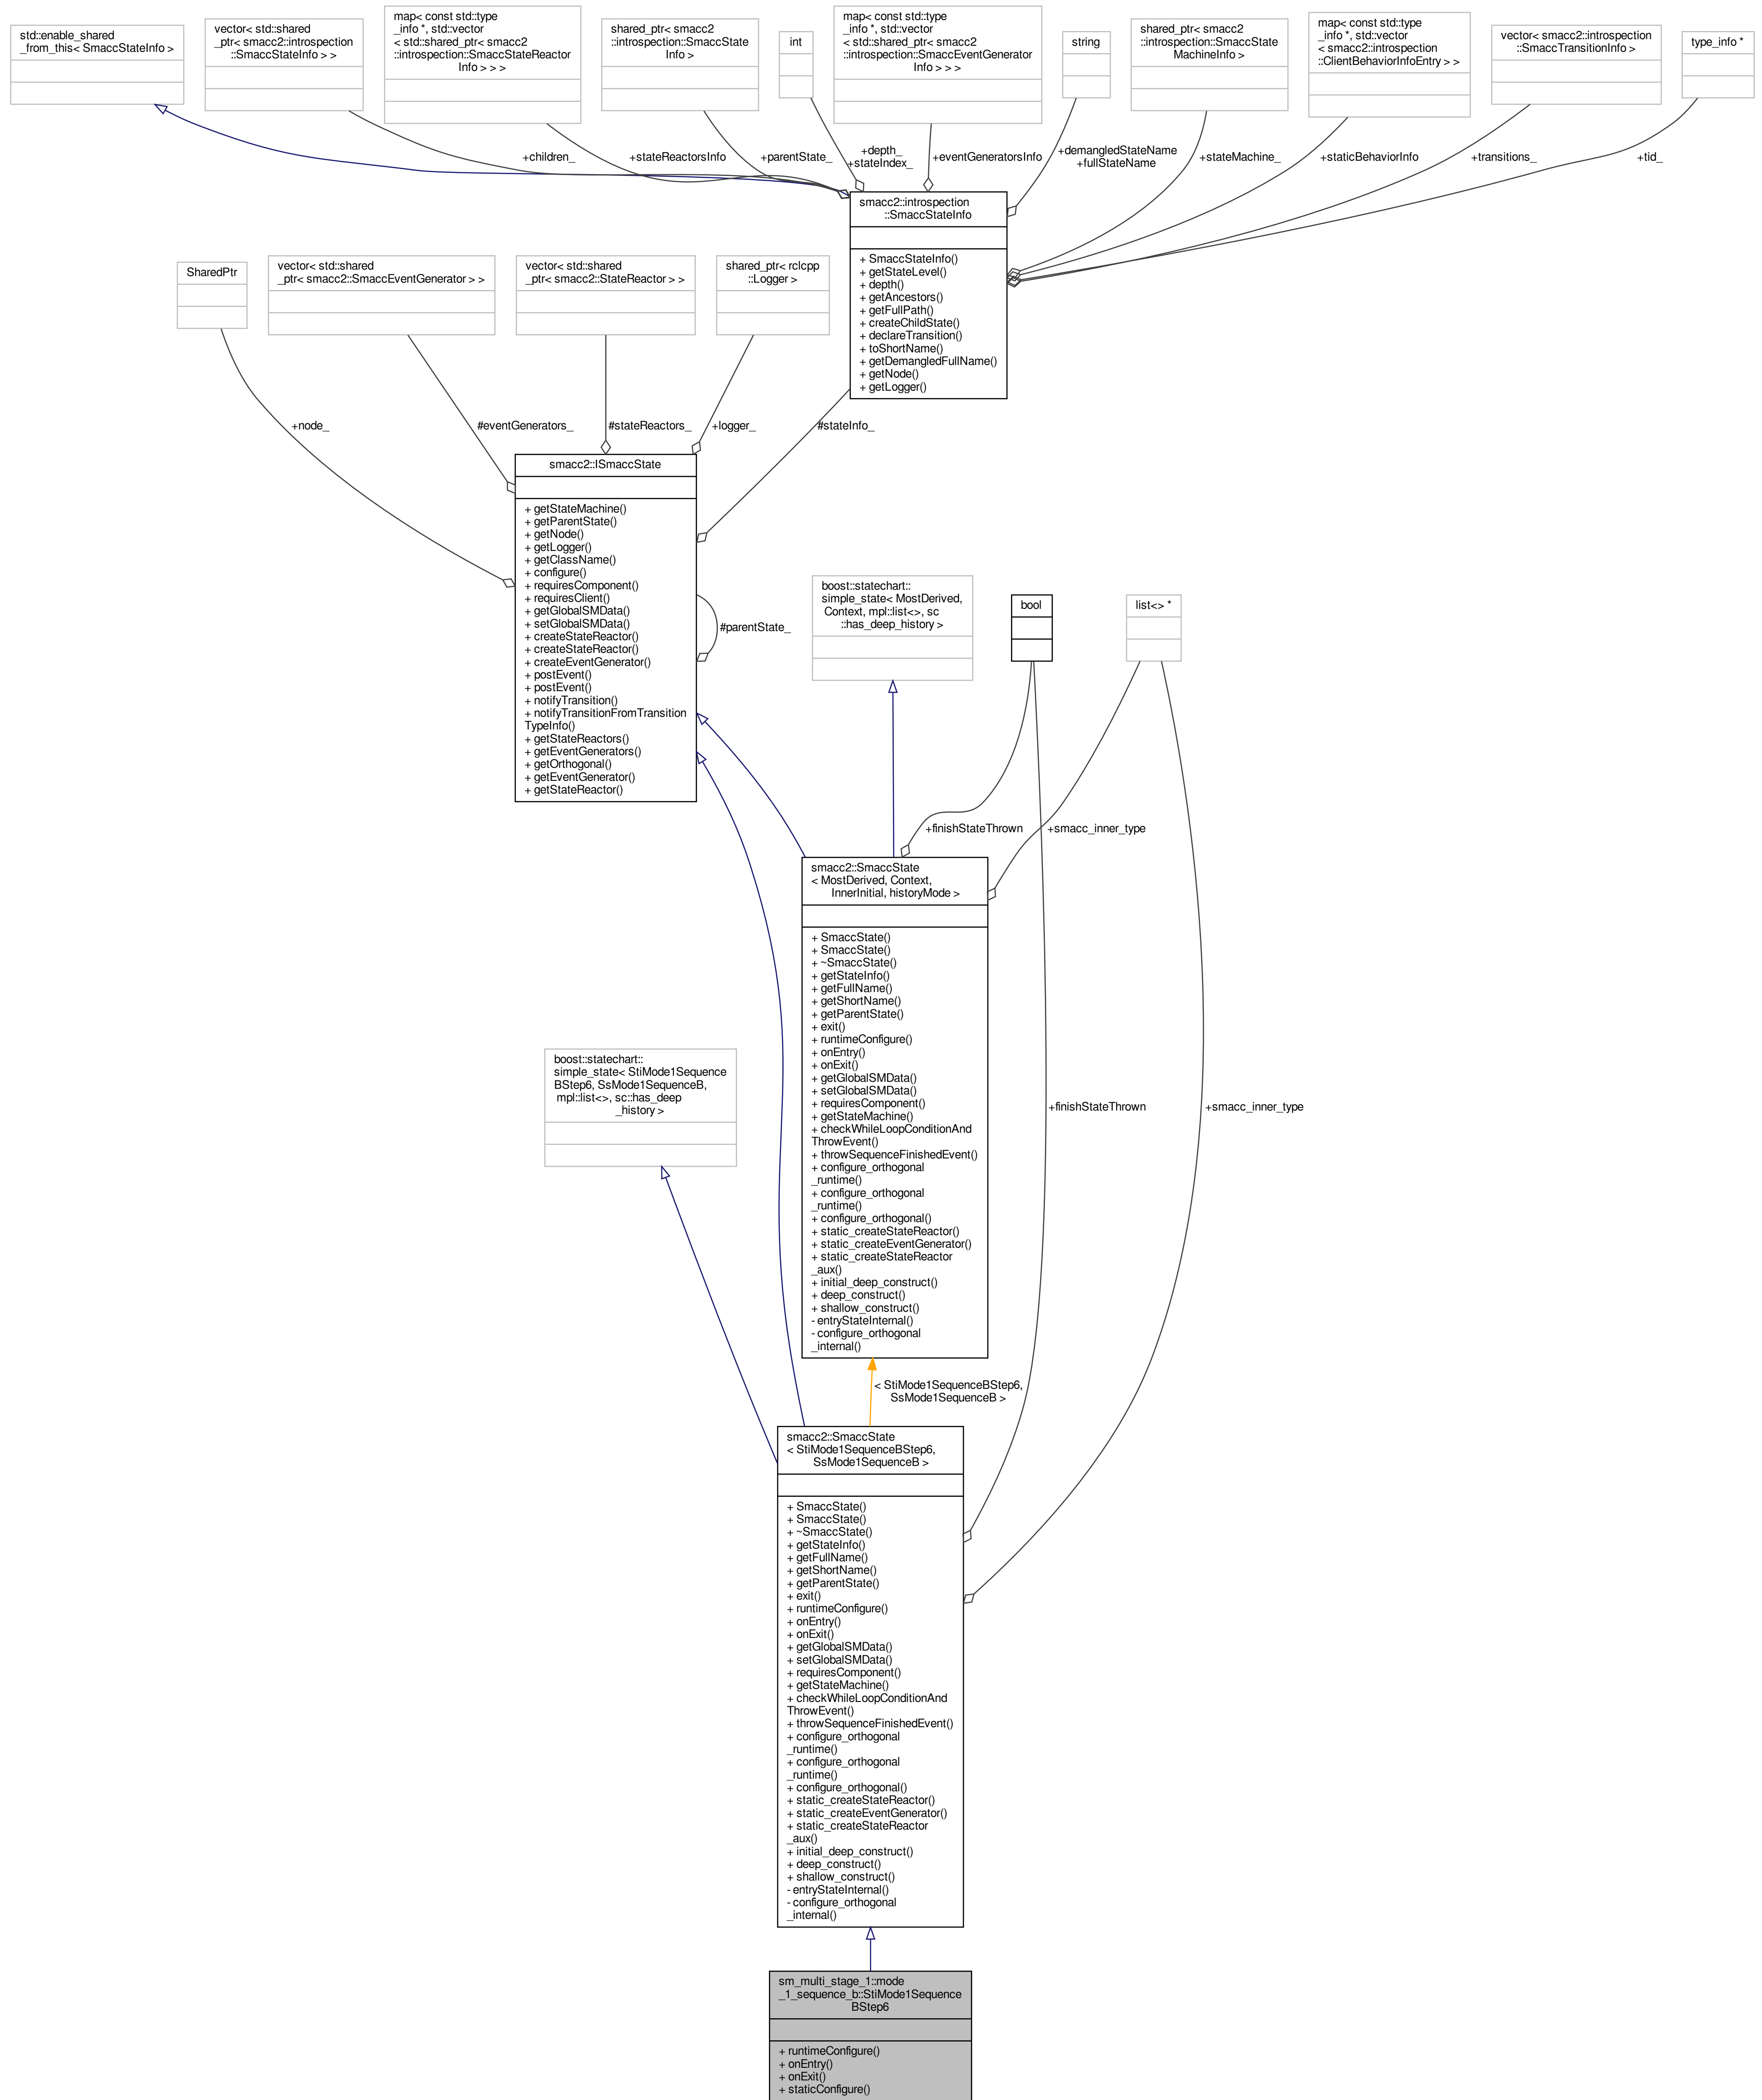 std::enable_shared
_from_this< SmaccStateInfo >
vector< std::shared
_ptr< smacc2::introspection
::SmaccStateInfo > >
map< const std::type
_info *, std::vector
< std::shared_ptr< smacc2
::introspection::SmaccStateReactor
Info > > >
shared_ptr< smacc2
::introspection::SmaccState
Info >
int
map< const std::type
_info *, std::vector
< std::shared_ptr< smacc2
::introspection::SmaccEventGenerator
Info > > >
string
shared_ptr< smacc2
::introspection::SmaccState
MachineInfo >
map< const std::type
_info *, std::vector
< smacc2::introspection
::ClientBehaviorInfoEntry > >
vector< smacc2::introspection
::SmaccTransitionInfo >
type_info *
+children_
+stateReactorsInfo
+parentState_
+depth_
+stateIndex_
+eventGeneratorsInfo
+demangledStateName
+fullStateName
+stateMachine_
+staticBehaviorInfo
+transitions_
+tid_
smacc2::introspection
::SmaccStateInfo
+ SmaccStateInfo()
+ getStateLevel()
+ depth()
+ getAncestors()
+ getFullPath()
+ createChildState()
+ declareTransition()
+ toShortName()
+ getDemangledFullName()
+ getNode()
+ getLogger()
SharedPtr
vector< std::shared
_ptr< smacc2::SmaccEventGenerator > >
vector< std::shared
_ptr< smacc2::StateReactor > >
shared_ptr< rclcpp
::Logger >
+node_
#eventGenerators_
#stateReactors_
+logger_
#stateInfo_
smacc2::ISmaccState
+ getStateMachine()
+ getParentState()
+ getNode()
+ getLogger()
+ getClassName()
+ configure()
+ requiresComponent()
+ requiresClient()
+ getGlobalSMData()
+ setGlobalSMData()
+ createStateReactor()
+ createStateReactor()
+ createEventGenerator()
+ postEvent()
+ postEvent()
+ notifyTransition()
+ notifyTransitionFromTransition
TypeInfo()
+ getStateReactors()
+ getEventGenerators()
+ getOrthogonal()
+ getEventGenerator()
+ getStateReactor()
#parentState_
boost::statechart::
simple_state< MostDerived,
Context, mpl::list<>, sc
::has_deep_history >
bool
list<> *
+finishStateThrown
+smacc_inner_type
smacc2::SmaccState
< MostDerived, Context,
InnerInitial, historyMode >
+ SmaccState()
+ SmaccState()
+ ~SmaccState()
+ getStateInfo()
+ getFullName()
+ getShortName()
+ getParentState()
+ exit()
+ runtimeConfigure()
+ onEntry()
+ onExit()
+ getGlobalSMData()
+ setGlobalSMData()
+ requiresComponent()
+ getStateMachine()
+ checkWhileLoopConditionAnd
ThrowEvent()
+ throwSequenceFinishedEvent()
+ configure_orthogonal
_runtime()
+ configure_orthogonal
_runtime()
+ configure_orthogonal()
+ static_createStateReactor()
+ static_createEventGenerator()
+ static_createStateReactor
_aux()
+ initial_deep_construct()
+ deep_construct()
+ shallow_construct()
- entryStateInternal()
- configure_orthogonal
_internal()
boost::statechart::
simple_state< StiMode1Sequence
BStep6, SsMode1SequenceB,
mpl::list<>, sc::has_deep
_history >
+finishStateThrown
+smacc_inner_type
< StiMode1SequenceBStep6,
SsMode1SequenceB >
smacc2::SmaccState
< StiMode1SequenceBStep6,
SsMode1SequenceB >
+ SmaccState()
+ SmaccState()
+ ~SmaccState()
+ getStateInfo()
+ getFullName()
+ getShortName()
+ getParentState()
+ exit()
+ runtimeConfigure()
+ onEntry()
+ onExit()
+ getGlobalSMData()
+ setGlobalSMData()
+ requiresComponent()
+ getStateMachine()
+ checkWhileLoopConditionAnd
ThrowEvent()
+ throwSequenceFinishedEvent()
+ configure_orthogonal
_runtime()
+ configure_orthogonal
_runtime()
+ configure_orthogonal()
+ static_createStateReactor()
+ static_createEventGenerator()
+ static_createStateReactor
_aux()
+ initial_deep_construct()
+ deep_construct()
+ shallow_construct()
- entryStateInternal()
- configure_orthogonal
_internal()
sm_multi_stage_1::mode
_1_sequence_b::StiMode1Sequence
BStep6
+ runtimeConfigure()
+ onEntry()
+ onExit()
+ staticConfigure()